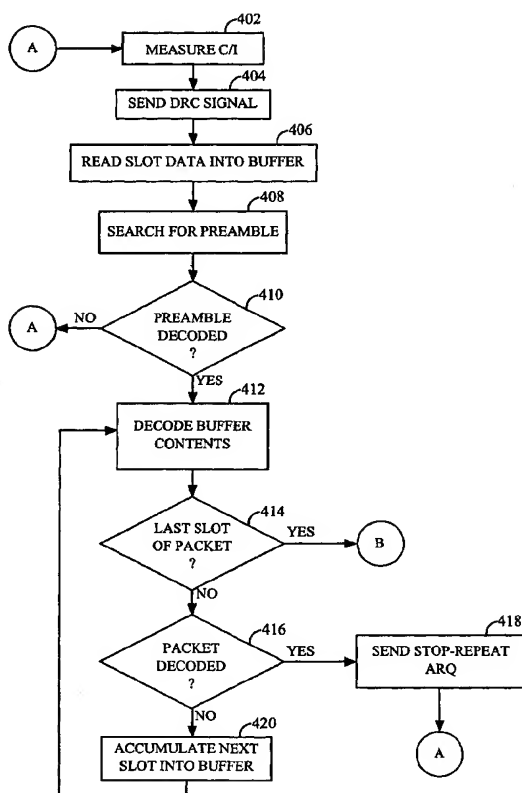 402
A
MEASURE C/I
404
SEND DRC SIGNAL
406
READ SLOT DATA INTO BUFFER
408
SEARCH FOR PREAMBLE
410
A
NO
PREAMBLE
DECODED
?
YES
412
DECODE BUFFER
CONTENTS
414
LAST SLOT
OF PACKET
?
YES
B
NO
416
PACKET
DECODED
?
YES
418
SEND STOP-REPEAT
ARQ
A
NO
420
ACCUMULATE NEXT
SLOT INTO BUFFER